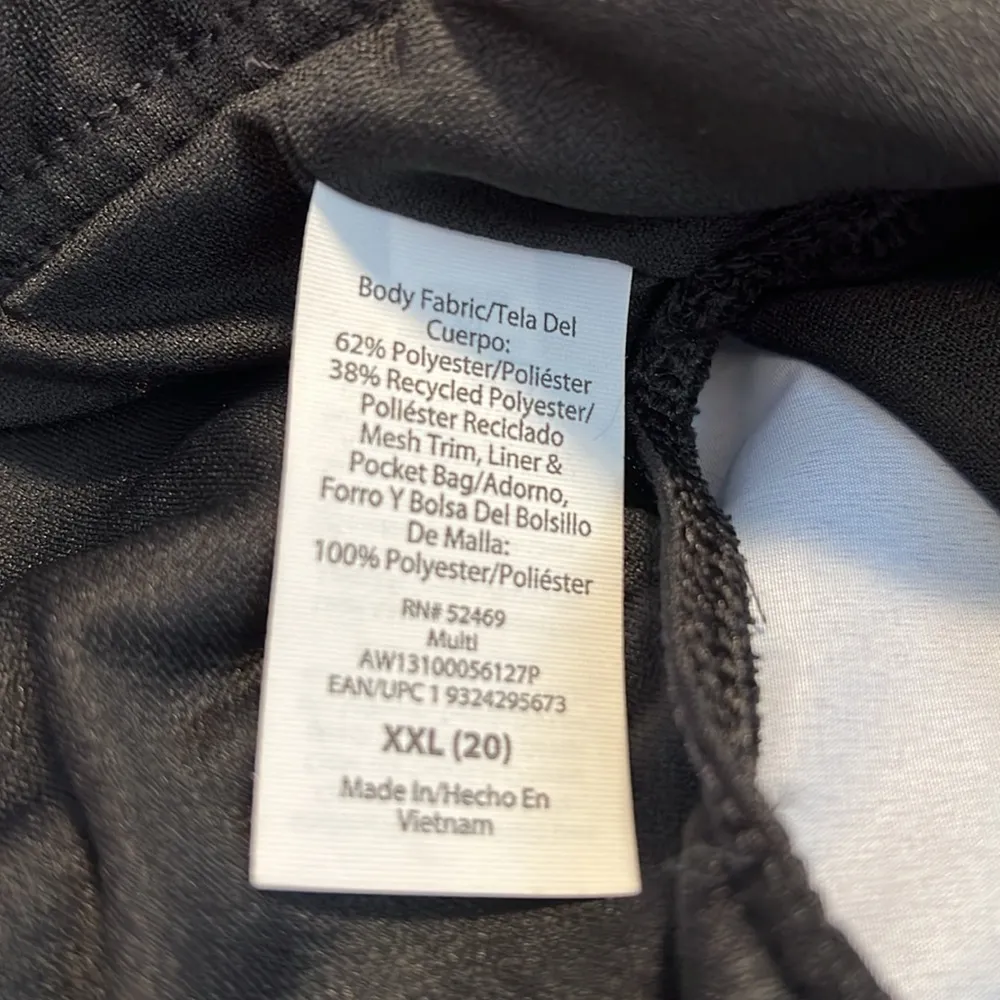 Body Fabric/Tela Del
Cuerpo:
62% Polyester/Poliéster
38% Recycled Polyester/
Poliéster Reciclado
Mesh Trim, Liner &
Pocket Bag/Adorno,
Forro Y Bolsa Del Bolsillo
De Malla:
100% Polyester/Poliéster
RN# 52469
Multi
AW13100056127P
EAN/UPC 1 9324295673
XXL (20)
Made In/Hecho En
Vietnam